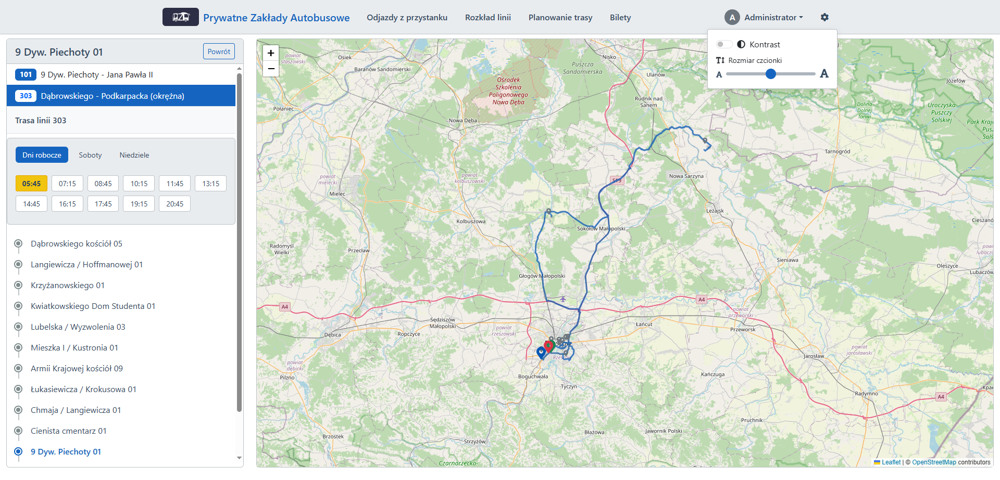 PZA
Prywatne Zakłady Autobusowe
Odjazdy z przystanku
Rozkład linii
Planowanie trasy
Bilety
A
Administrator
Kontrast
Rozmiar czcionki
A
A
9 Dyw. Piechoty 01
Powrót
101 9 Dyw. Piechoty - Jana Pawła II
303 Dąbrowskiego - Podkarpacka (okrężna)
Trasa linii 303
Dni robocze Soboty Niedziele
05:45 07:15 08:45 10:15 11:45 13:15
14:45 16:15 17:45 19:15 20:45
Dąbrowskiego kościół 05
Langiewicza / Hoffmanowej 01
Krzyżanowskiego 01
Kwiatkowskiego Dom Studenta 01
Lubelska / Wyzwolenia 03
Mieszka I / Kustronia 01
Armii Krajowej kościół 09
Łukasiewicza / Krokusowa 01
Chmaja / Langiewicza 01
Cienista cmentarz 01
9 Dyw. Piechoty 01
+
−
powiat
staszowski
Osiek
Baranów Sandomierski
Puszcza
Sandomierska
Nisko
Ulanów
Józefów
Ośrodek
Szkolenia
Poligonowego
Nowa Dęba
Rudnik nad
Sanem
Połaniec
Nowa Dęba
Dolina
Dolnej
Tanwi
Uroczyska
Puszczy
Solskiej
Park Kraj
Pus
Sols
Tarnogród
powiat
mielecki
Mielec
powiat
kolbuszowski
S19
Nowa Sarzyna
Leżajsk
Kolbuszowa
Sokołów Małopolski
Cieszanó
Radomyśl
Wielki
Przecław
powi
lubaczo
Sieniawa
Oleszyce
Lubaczów
Głogów Małopolski
A4
A4
powiat
przeworski
Sędziszów
Małopolski
Łańcut
Dębica
Ropczyce
powiat
rzeszowski
Przeworsk
powiat
jarosławski
Jarosław
powiat
dębicki
Pilzno
Boguchwała
Tyczyn
Kańczuga
Radymno
A4
Krak
Pruchnik
Brzostek
Strzyżów
Błażowa
Jawornik Polski
Czarnorzecko-
Leaflet | © OpenStreetMap contributors